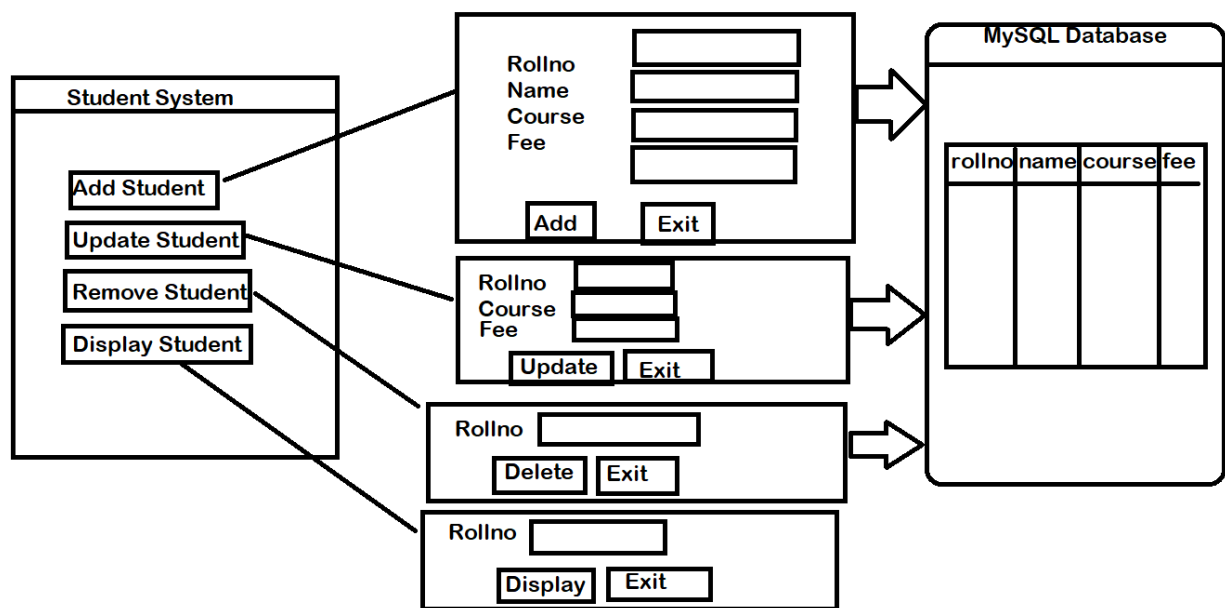 Student System
Add Student
Update Student
Remove Student
Display Student
Rollno
Name
Course
Fee
Add Exit
Rollno
Course
Fee
Update Exit
Rollno
Delete Exit
Rollno
Display Exit
MySQL Database
rollno name course fee